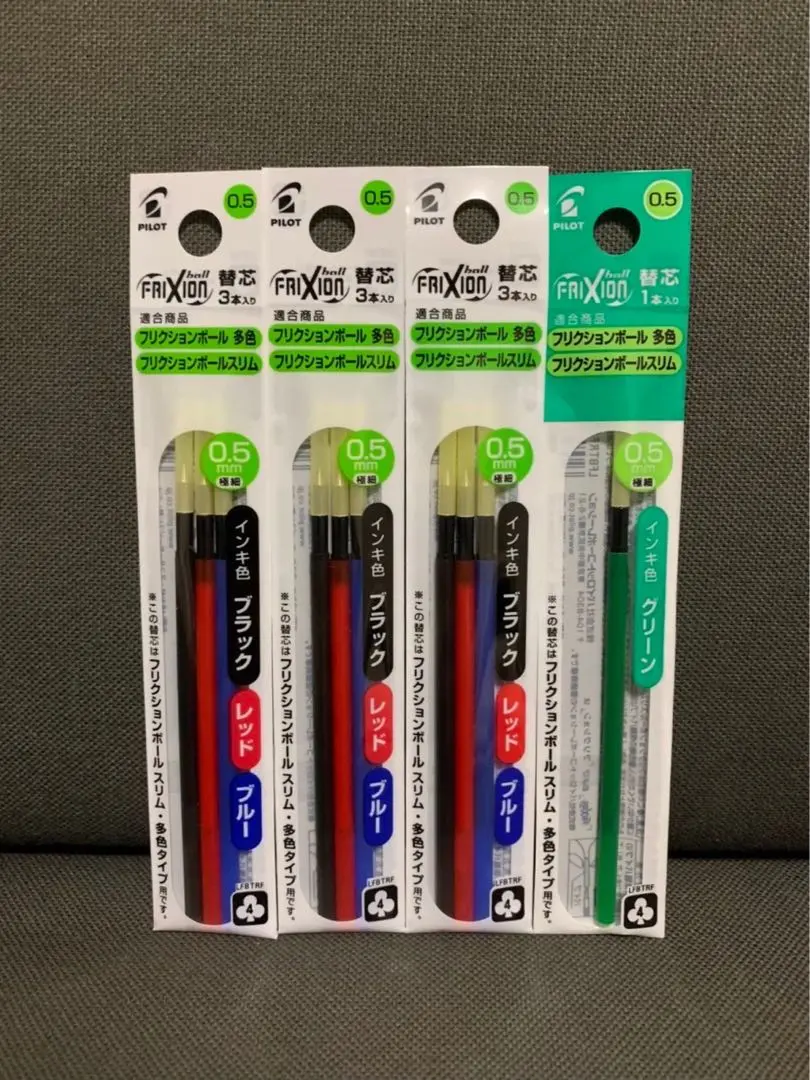 PILOT
0.5
FRIXION ball
替芯
3本入り
適合商品
フリクションボール 多色
フリクションボールスリム
0.5
mm
極細
インキ色 ブラック
レッド
ブルー
※この替芯はフリクションボール スリム・多色タイプ用です。
LFBTRF
4
PILOT
0.5
FRIXION ball
替芯
3本入り
適合商品
フリクションボール 多色
フリクションボールスリム
0.5
mm
極細
インキ色 ブラック
レッド
ブルー
※この替芯はフリクションボール スリム・多色タイプ用です。
LFBTRF
4
PILOT
0.5
FRIXION ball
替芯
3本入り
適合商品
フリクションボール 多色
フリクションボールスリム
0.5
mm
極細
インキ色 ブラック
レッド
ブルー
※この替芯はフリクションボール スリム・多色タイプ用です。
LFBTRF
4
PILOT
0.5
FRIXION ball
替芯
1本入り
適合商品
フリクションボール 多色
フリクションボールスリム
0.5
mm
極細
インキ色 グリーン
※この替芯はフリクションボール スリム・多色タイプ用です。
LFBTRF
4